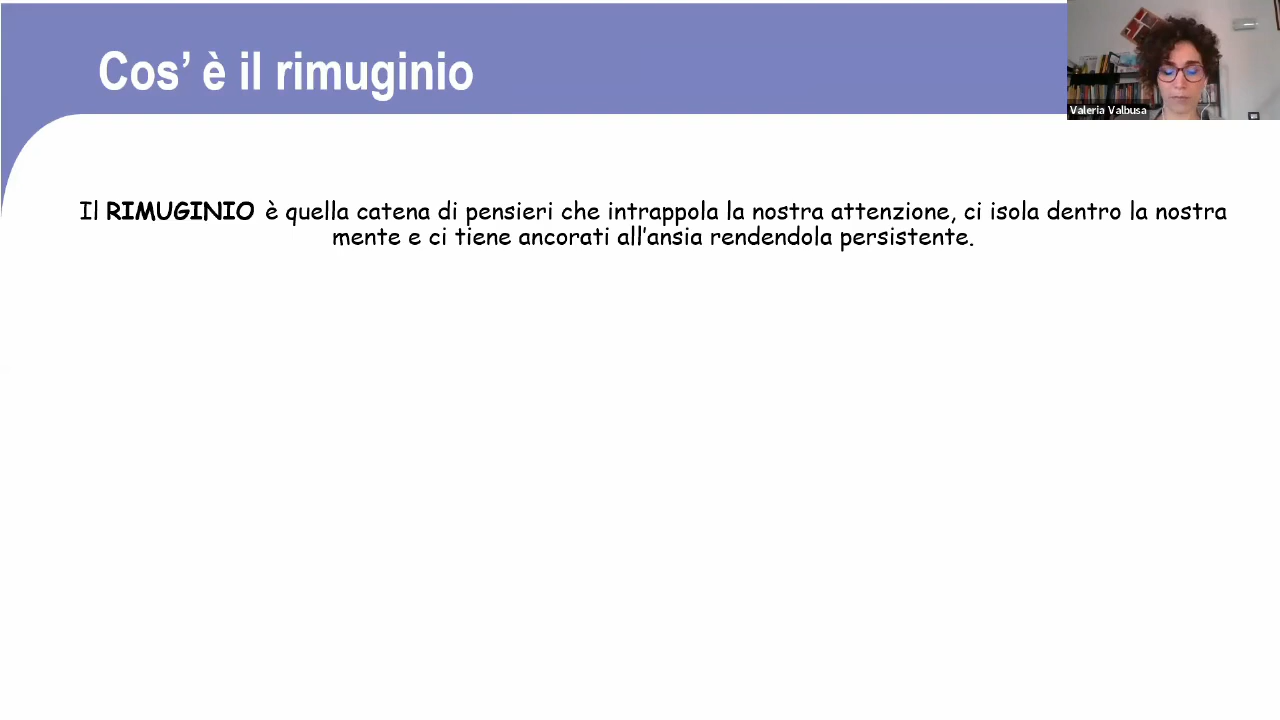 Cos' è il rimuginio
Valeria Valbusa
Il RIMUGINIO è quella catena di pensieri che intrappola la nostra attenzione, ci isola dentro la nostra
mente e ci tiene ancorati all'ansia rendendola persistente.